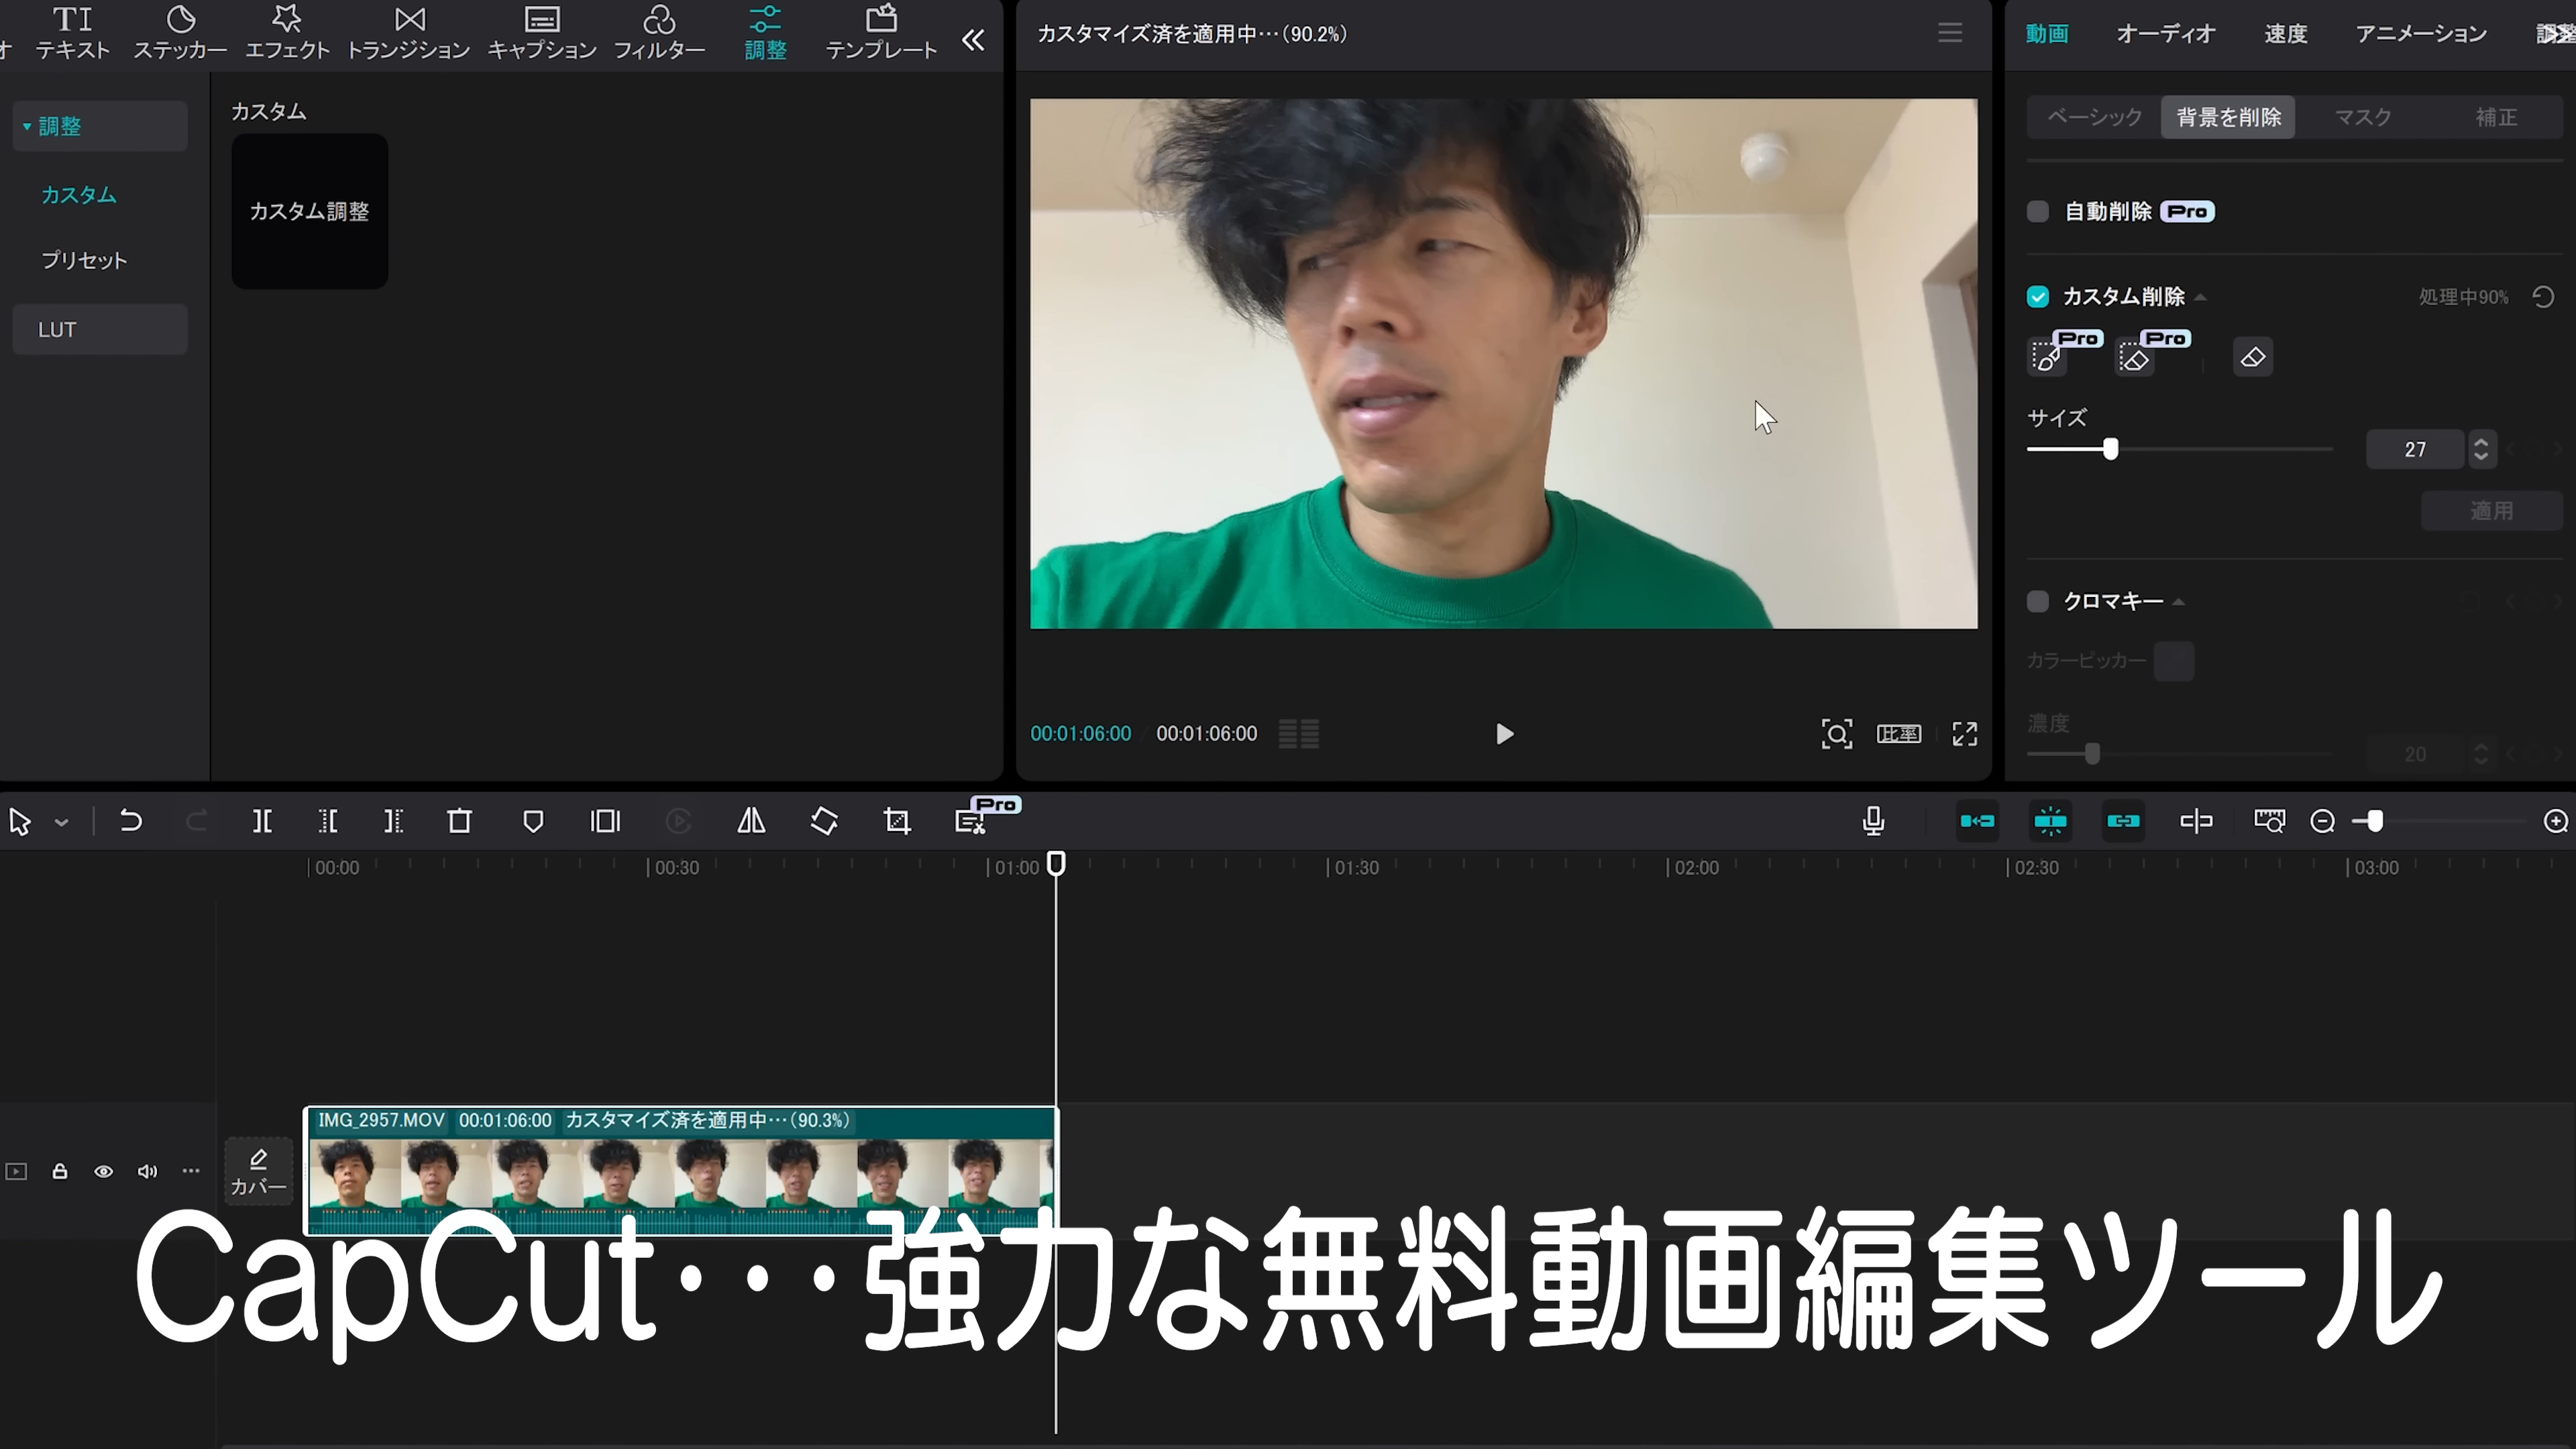 オ テキスト ステッカー エフェクト トランジション キャプション フィルター 調整 テンプレート
調整
カスタム
プリセット
LUT
カスタム
カスタム調整
カスタマイズ済を適用中…（90.2%）
00:01:06:00 / 00:01:06:00
比率
動画 オーディオ 速度 アニメーション 調整
ベーシック 背景を削除 マスク 補正
自動削除 Pro
カスタム削除 処理中90%
Pro Pro
サイズ
27
適用
クロマキー
カラーピッカー
濃度
20
Pro
00:00 00:30 01:00 01:30 02:00 02:30 03:00
カバー
IMG_2957.MOV 00:01:06:00 カスタマイズ済を適用中…（90.3%）
CapCut・・・強力な無料動画編集ツール